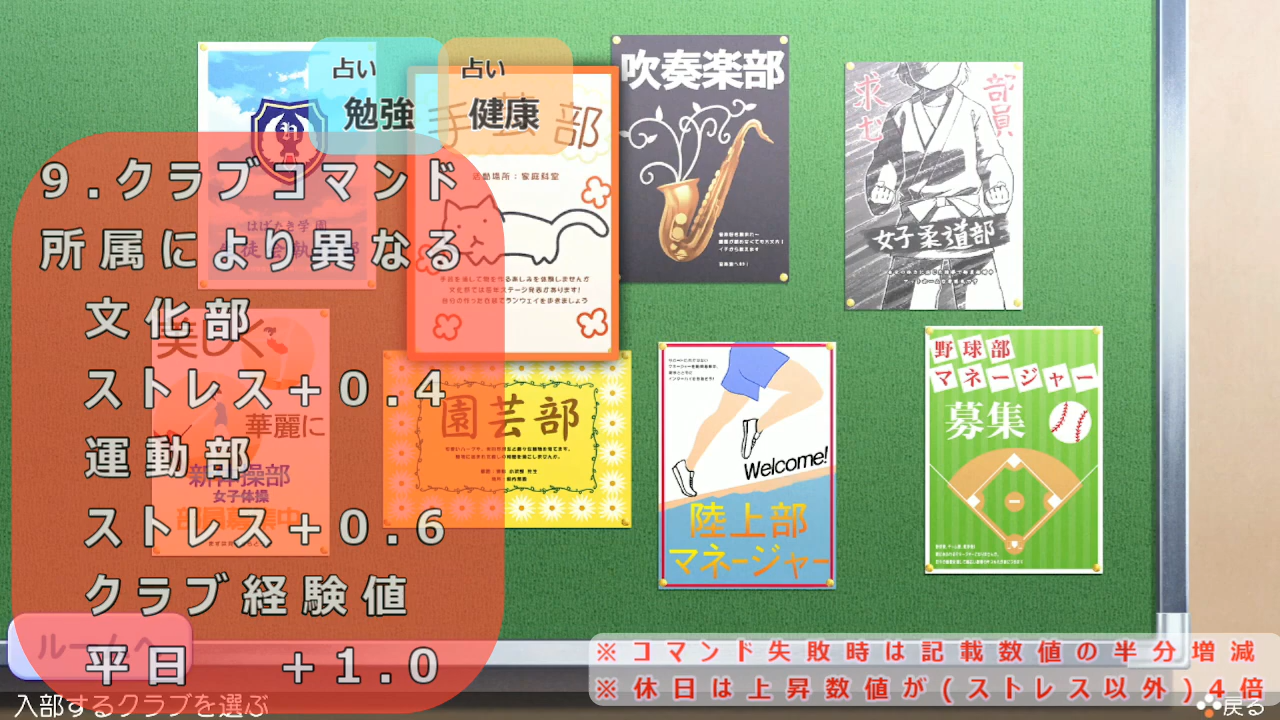 占い
勉強
占い
健康
9.クラブコマンド
所属により異なる
文化部
ストレス+0.4
運動部
ストレス+0.6
クラブ経験値
平日 +1.0
はばたき学園
手芸部
活動場所:家庭科室
吹奏楽部
求む
部員
女子柔道部
美しく
華麗に
新体操部
女子体操
部員募集中
園芸部
Welcome!
陸上部
マネージャー
野球部
マネージャー
募集
※コマンド失敗時は記載数値の半分増減
※休日は上昇数値が(ストレス以外)4倍
ルームへ
入部するクラブを選ぶ
戻る